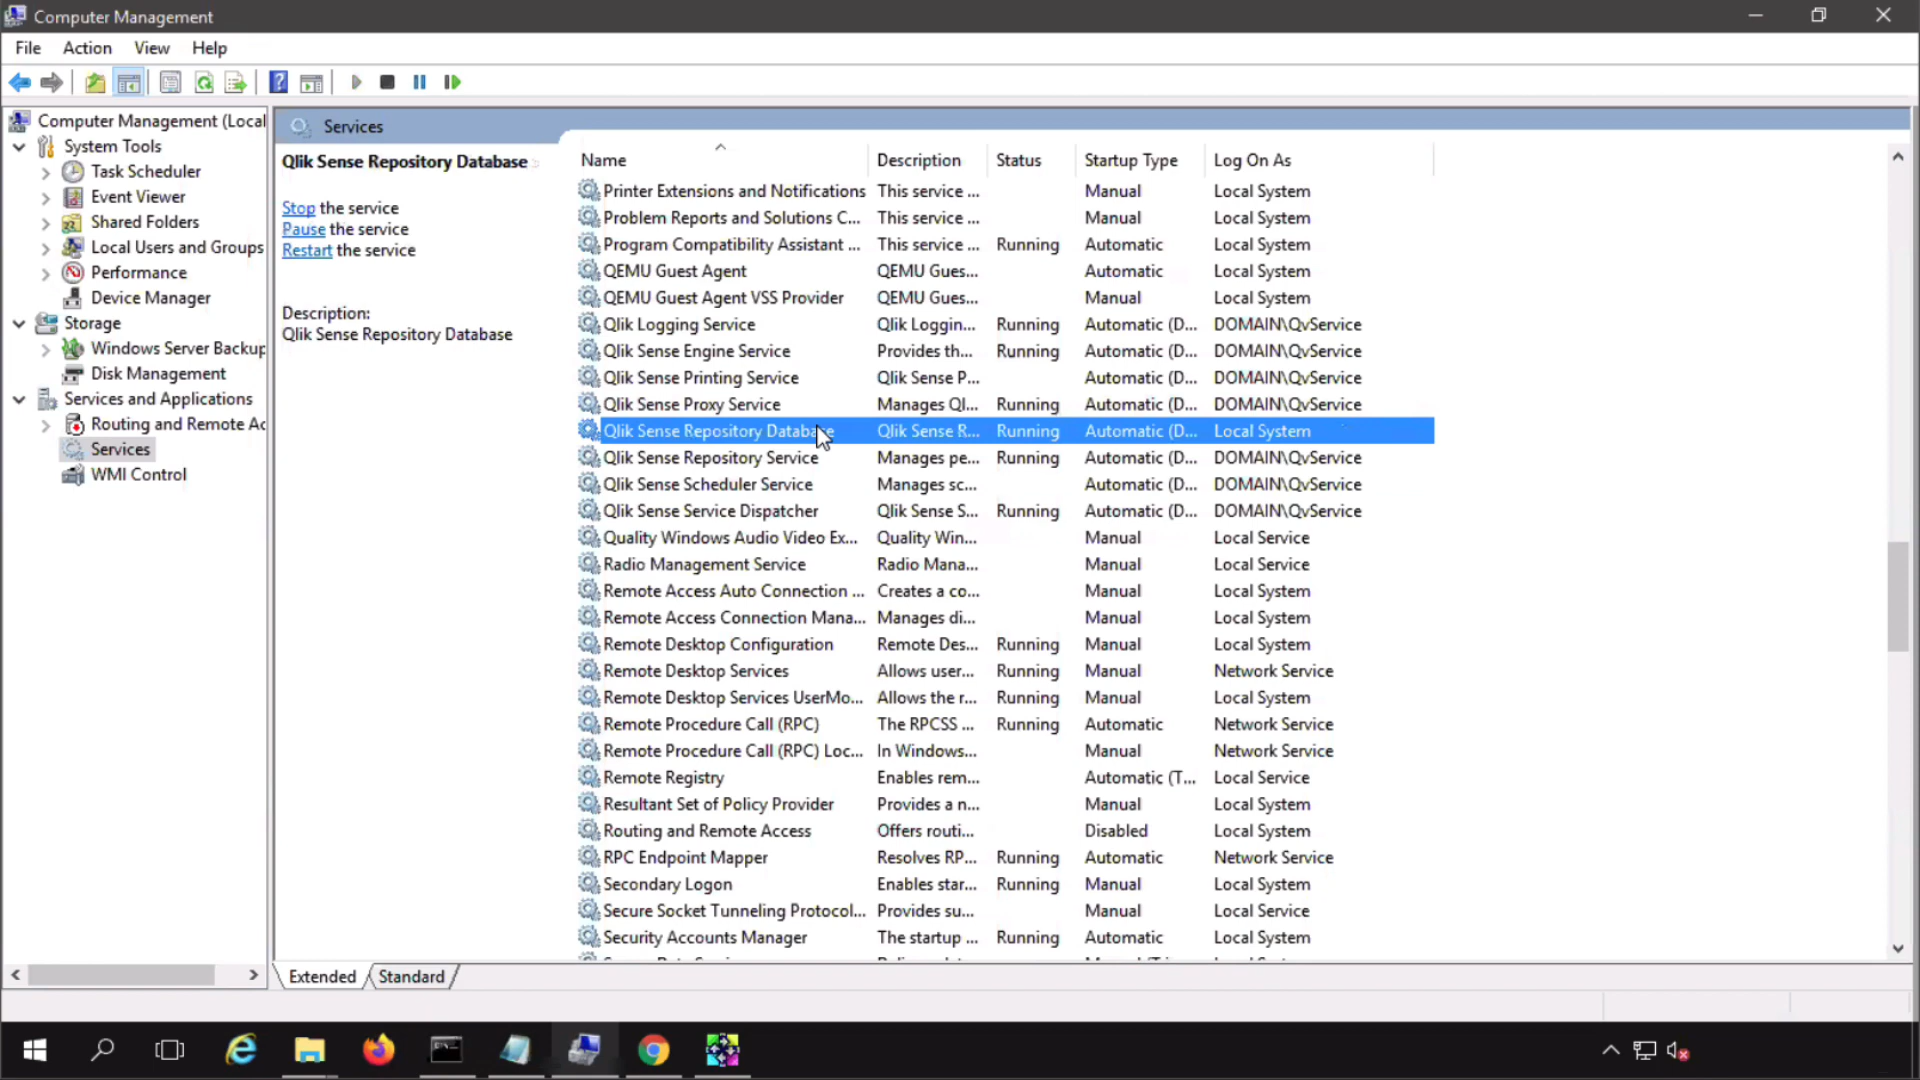 Computer Management
File Action View Help
Computer Management (Local
System Tools
Task Scheduler
Event Viewer
Shared Folders
Local Users and Groups
Performance
Device Manager
Storage
Windows Server Backup
Disk Management
Services and Applications
Routing and Remote Ac
Services
WMI Control
Services
Qlik Sense Repository Database
Stop the service
Pause the service
Restart the service
Description:
Qlik Sense Repository Database
Name Description Status Startup Type Log On As
Printer Extensions and Notifications This service ... Manual Local System
Problem Reports and Solutions C... This service ... Manual Local System
Program Compatibility Assistant ... This service ... Running Automatic Local System
QEMU Guest Agent QEMU Gues... Automatic Local System
QEMU Guest Agent VSS Provider QEMU Gues... Manual Local System
Qlik Logging Service Qlik Loggin... Running Automatic (D... DOMAIN\QvService
Qlik Sense Engine Service Provides th... Running Automatic (D... DOMAIN\QvService
Qlik Sense Printing Service Qlik Sense P... Automatic (D... DOMAIN\QvService
Qlik Sense Proxy Service Manages Ql... Running Automatic (D... DOMAIN\QvService
Qlik Sense Repository Database Qlik Sense R... Running Automatic (D... Local System
Qlik Sense Repository Service Manages pe... Running Automatic (D... DOMAIN\QvService
Qlik Sense Scheduler Service Manages sc... Automatic (D... DOMAIN\QvService
Qlik Sense Service Dispatcher Qlik Sense S... Running Automatic (D... DOMAIN\QvService
Quality Windows Audio Video Ex... Quality Win... Manual Local Service
Radio Management Service Radio Mana... Manual Local Service
Remote Access Auto Connection ... Creates a co... Manual Local System
Remote Access Connection Mana... Manages di... Manual Local System
Remote Desktop Configuration Remote Des... Running Manual Local System
Remote Desktop Services Allows user... Running Manual Network Service
Remote Desktop Services UserMo... Allows the r... Running Manual Local System
Remote Procedure Call (RPC) The RPCSS ... Running Automatic Network Service
Remote Procedure Call (RPC) Loc... In Windows... Manual Network Service
Remote Registry Enables rem... Automatic (T... Local Service
Resultant Set of Policy Provider Provides a n... Manual Local System
Routing and Remote Access Offers routi... Disabled Local System
RPC Endpoint Mapper Resolves RP... Running Automatic Network Service
Secondary Logon Enables star... Running Manual Local System
Secure Socket Tunneling Protocol... Provides su... Manual Local Service
Security Accounts Manager The startup ... Running Automatic Local System
Extended Standard